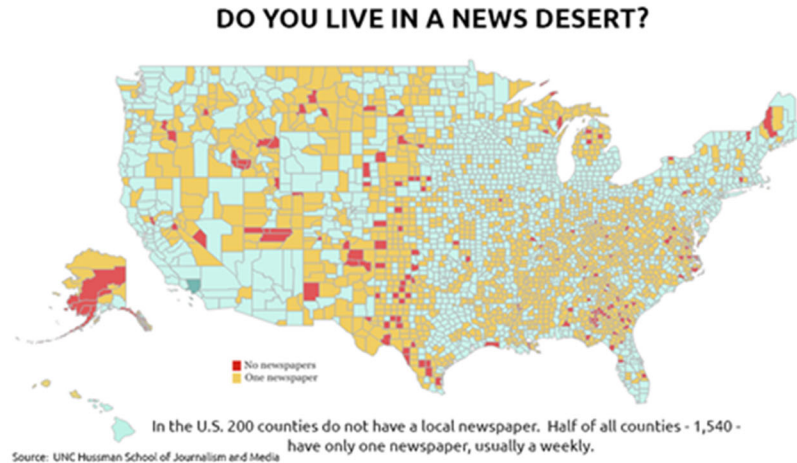 DO YOU LIVE IN A NEWS DESERT?
No newspapers
One newspaper
In the U.S. 200 counties do not have a local newspaper. Half of all counties - 1,540 -
have only one newspaper, usually a weekly.
Source: UNC Hussman School of Journalism and Media